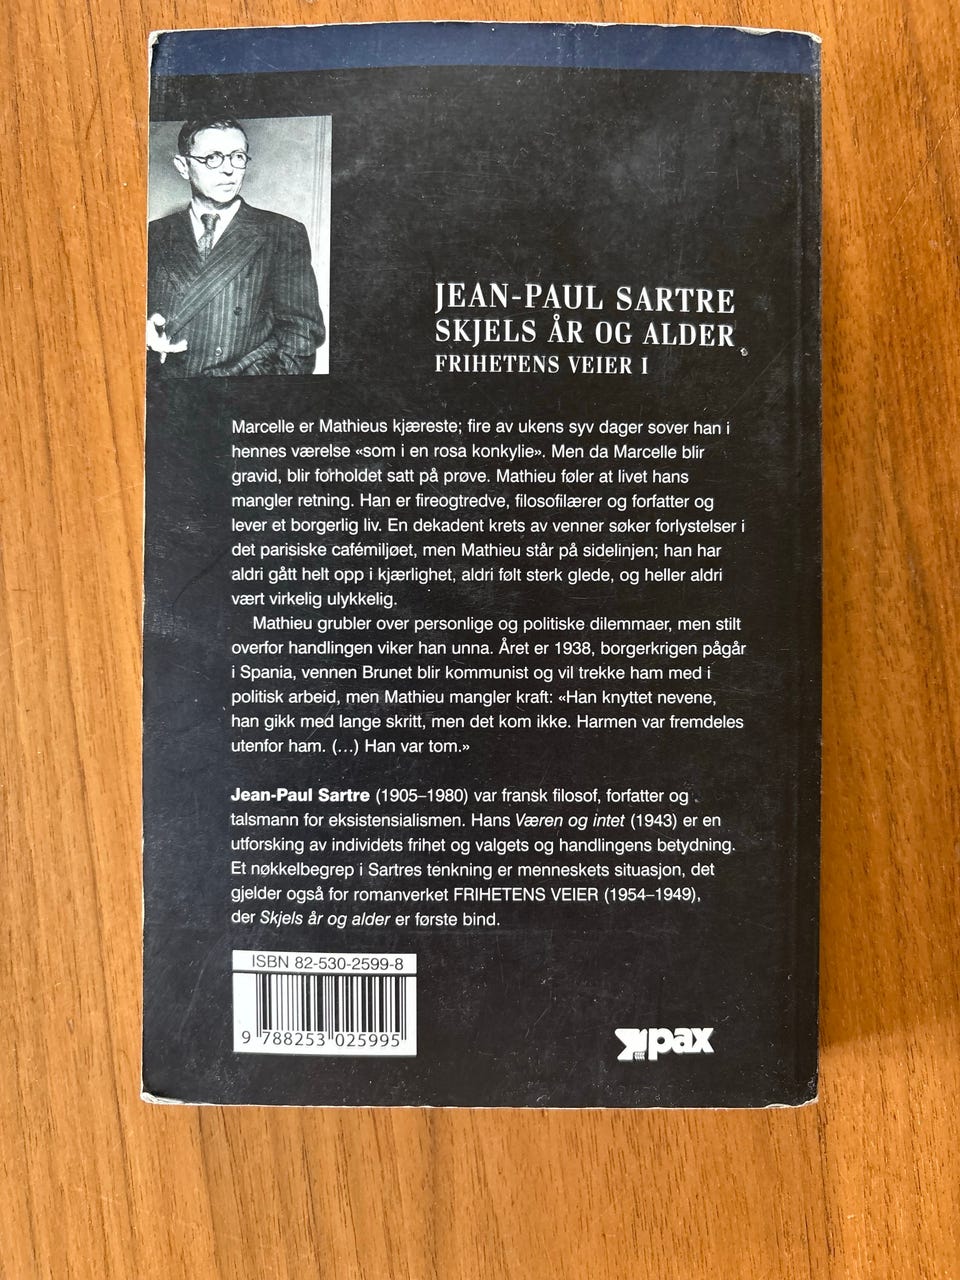 JEAN-PAUL SARTRE
SKJELS ÅR OG ALDER
FRIHETENS VEIER I
Marcelle er Mathieus kjæreste; fire av ukens syv dager sover han i
hennes værelse «som i en rosa konkylie». Men da Marcelle blir
gravid, blir forholdet satt på prøve. Mathieu føler at livet hans
mangler retning. Han er fireogtredve, filosofilærer og forfatter og
lever et borgerlig liv. En dekadent krets av venner søker forlystelser i
det parisiske cafémiljøet, men Mathieu står på sidelinjen; han har
aldri gått helt opp i kjærlighet, aldri følt sterk glede, og heller aldri
vært virkelig ulykkelig.
Mathieu grubler over personlige og politiske dilemmaer, men stilt
overfor handlingen viker han unna. Året er 1938, borgerkrigen pågår
i Spania, vennen Brunet blir kommunist og vil trekke ham med i
politisk arbeid, men Mathieu mangler kraft: «Han knyttet nevene,
han gikk med lange skritt, men det kom ikke. Harmen var fremdeles
utenfor ham. (...) Han var tom.»
Jean-Paul Sartre (1905–1980) var fransk filosof, forfatter og
talsmann for eksistensialismen. Hans Væren og intet (1943) er en
utforsking av individets frihet og valgets og handlingens betydning.
Et nøkkelbegrep i Sartres tenkning er menneskets situasjon, det
gjelder også for romanverket FRIHETENS VEIER (1954–1949),
der Skjels år og alder er første bind.
ISBN 82-530-2599-8
9 788253 025995
pax